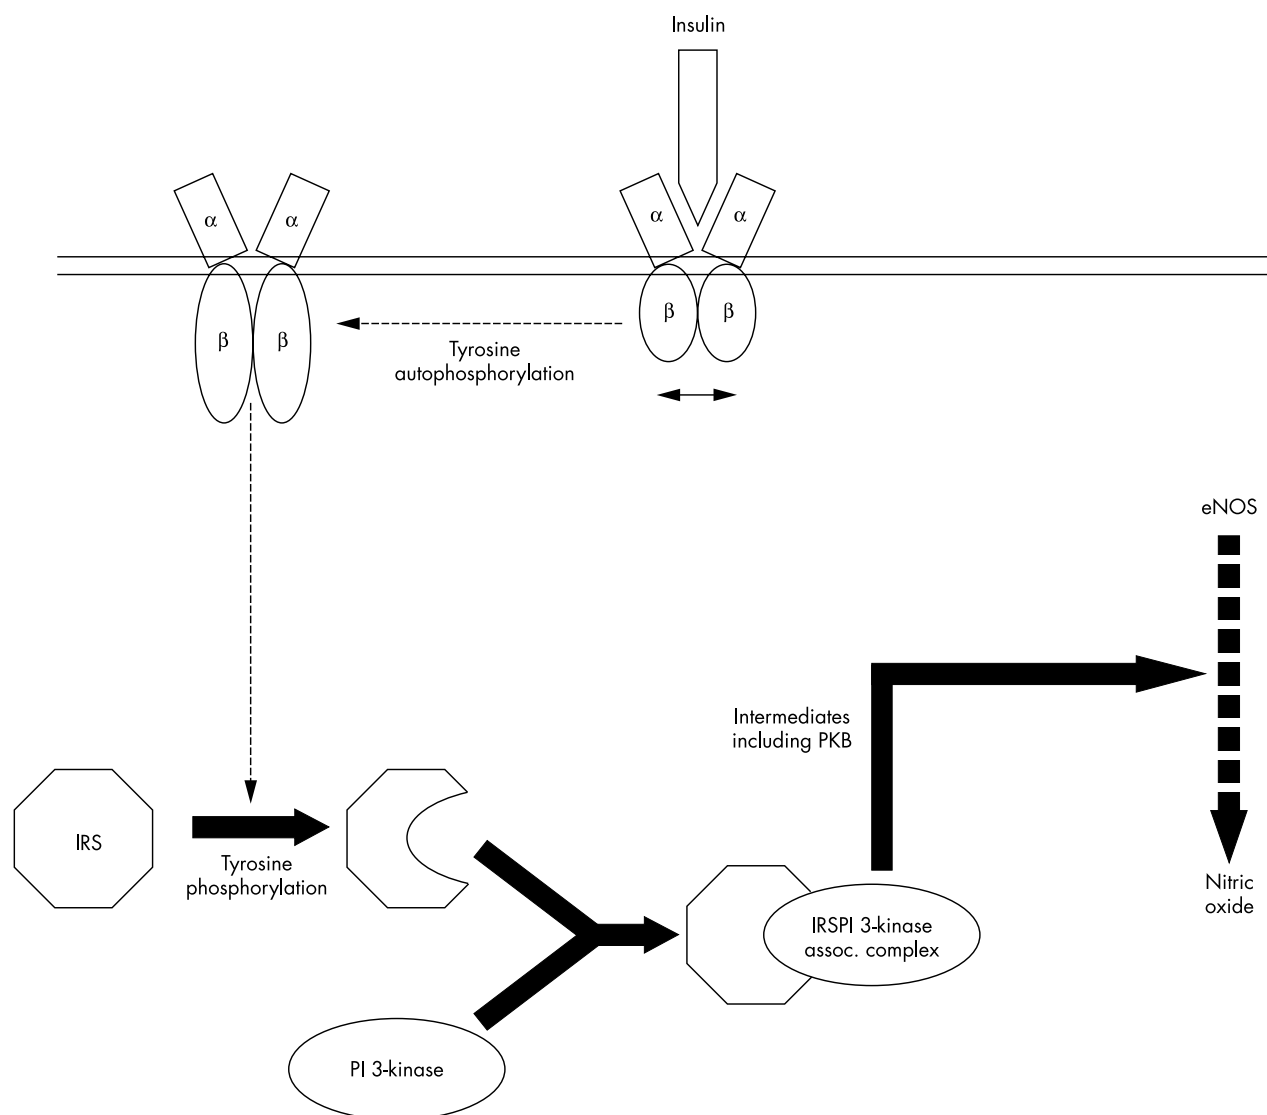 Insulin
α
α
α
α
β
β
β
β
Tyrosine
autophosphorylation
eNOS
Intermediates
including PKB
IRS
Tyrosine
phosphorylation
Nitric
oxide
IRSPI 3-kinase
assoc. complex
PI 3-kinase